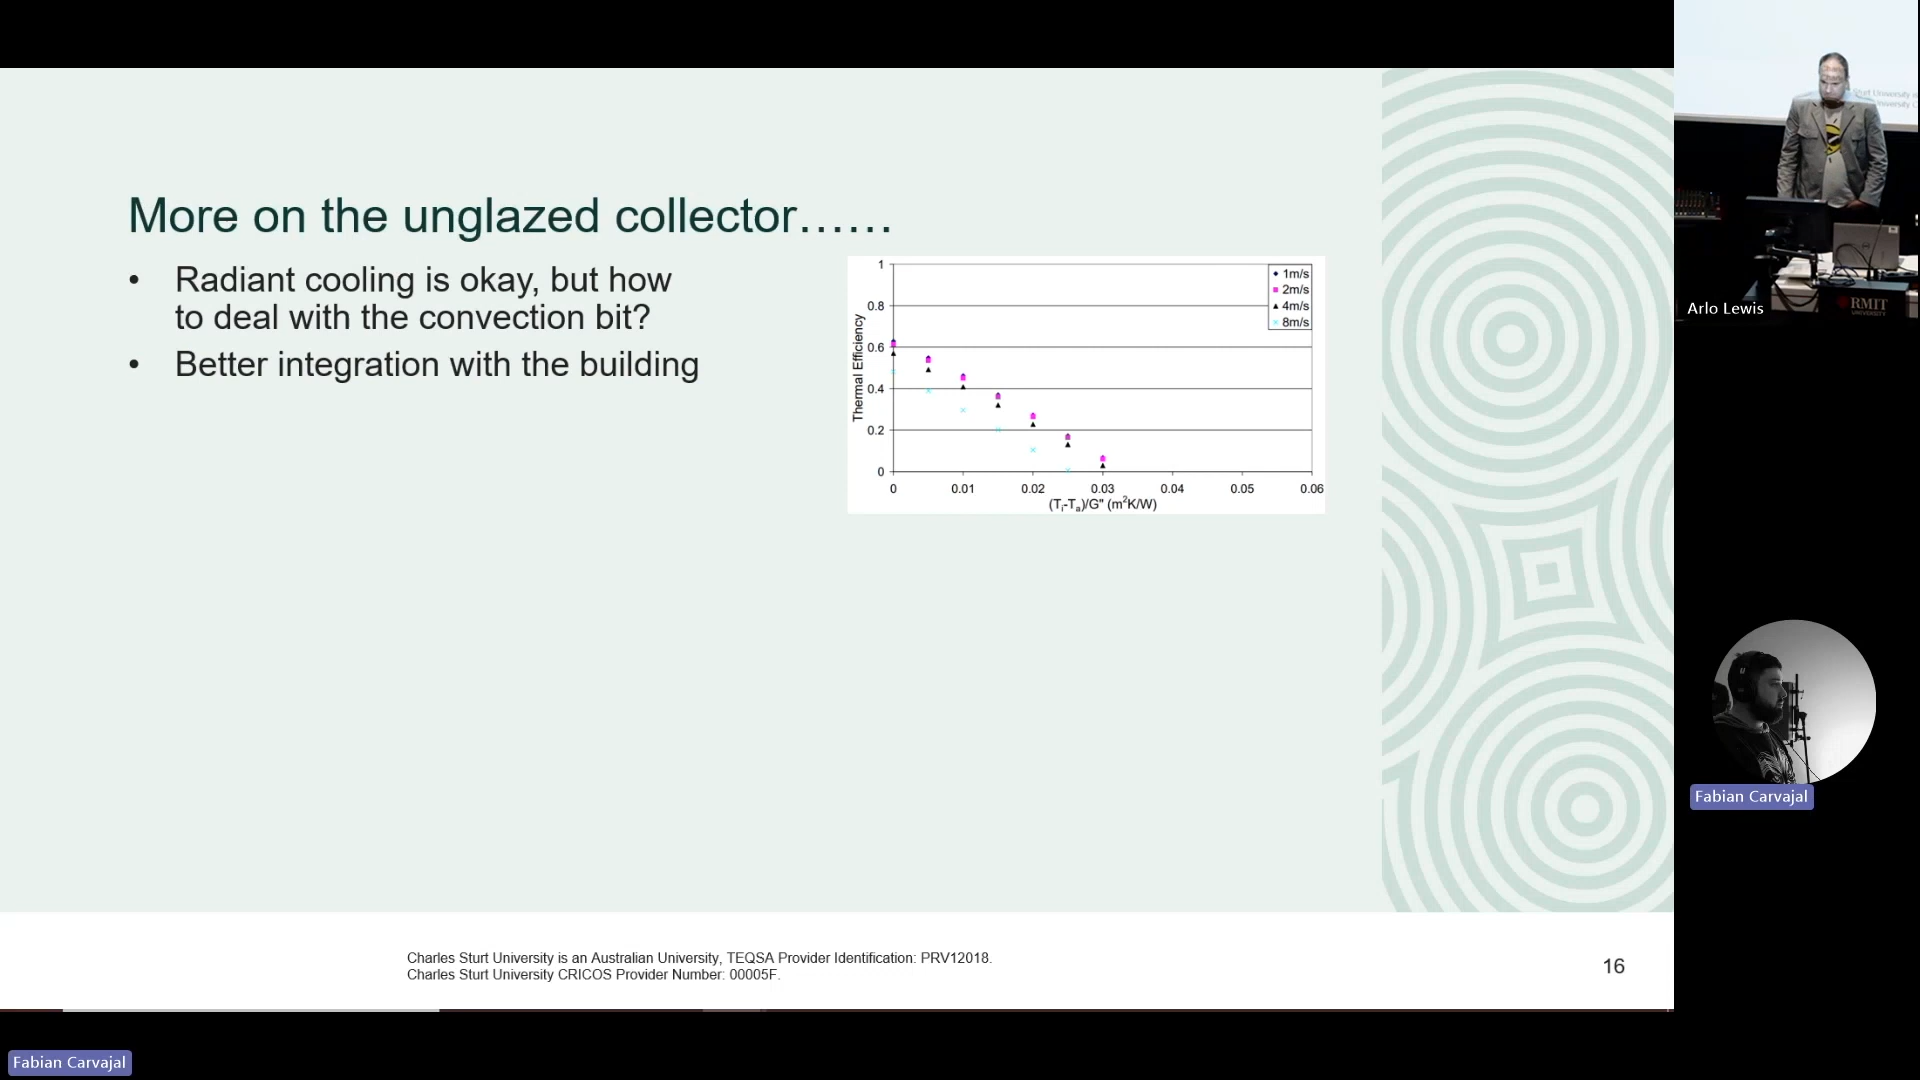 More on the unglazed collector……
• Radiant cooling is okay, but how
to deal with the convection bit?
• Better integration with the building
1
0.8
0.6
0.4
0.2
0
Thermal Efficiency
0 0.01 0.02 0.03 0.04 0.05 0.06
(Ti-Ta)/G" (m²K/W)
1m/s
2m/s
4m/s
8m/s
Charles Sturt University is an Australian University, TEQSA Provider Identification: PRV12018.
Charles Sturt University CRICOS Provider Number: 00005F.
16
Sturt University
University
Arlo Lewis
RMIT
UNIVERSITY
Fabian Carvajal
Fabian Carvajal